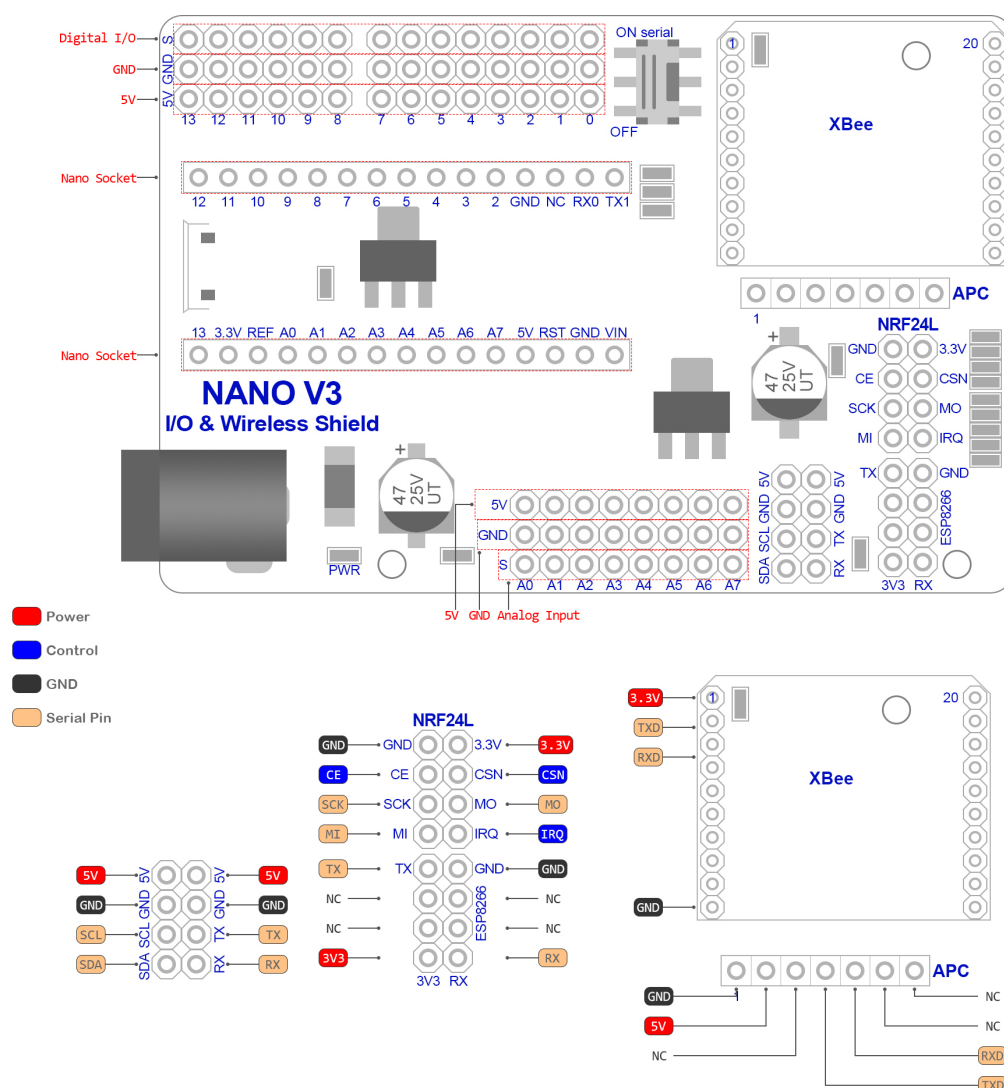 Digital I/O S ON serial 1 20
GND GND
5V 5V
13 12 11 10 9 8 7 6 5 4 3 2 1 0
OFF
XBee
Nano Socket
12 11 10 9 8 7 6 5 4 3 2 GND NC RX0 TX1
APC
1
NRF24L
13 3.3V REF A0 A1 A2 A3 A4 A5 A6 A7 5V RST GND VIN
Nano Socket
+
47 25V UT
GND 3.3V
CE CSN
SCK MO
MI IRQ
NANO V3
I/O & Wireless Shield
+
47 25V UT
PWR
5V
GND
S
A0 A1 A2 A3 A4 A5 A6 A7
5V GND Analog Input
5V GND SCL SDA
5V GND TX RX
TX GND
ESP8266
3V3 RX
Power
Control
GND
Serial Pin
NRF24L
GND GND 3.3V 3.3V
CE CE CSN CSN
SCK SCK MO MO
MI MI IRQ IRQ
TX TX GND GND
NC NC
ESP8266
NC NC
3V3 RX
3V3 RX
5V 5V 5V 5V
GND GND GND GND
SCL SCL TX TX
SDA SDA RX RX
3.3V 1 20
TXD
RXD
XBee
GND
APC
GND 1 NC
5V NC
NC RXD
TXD